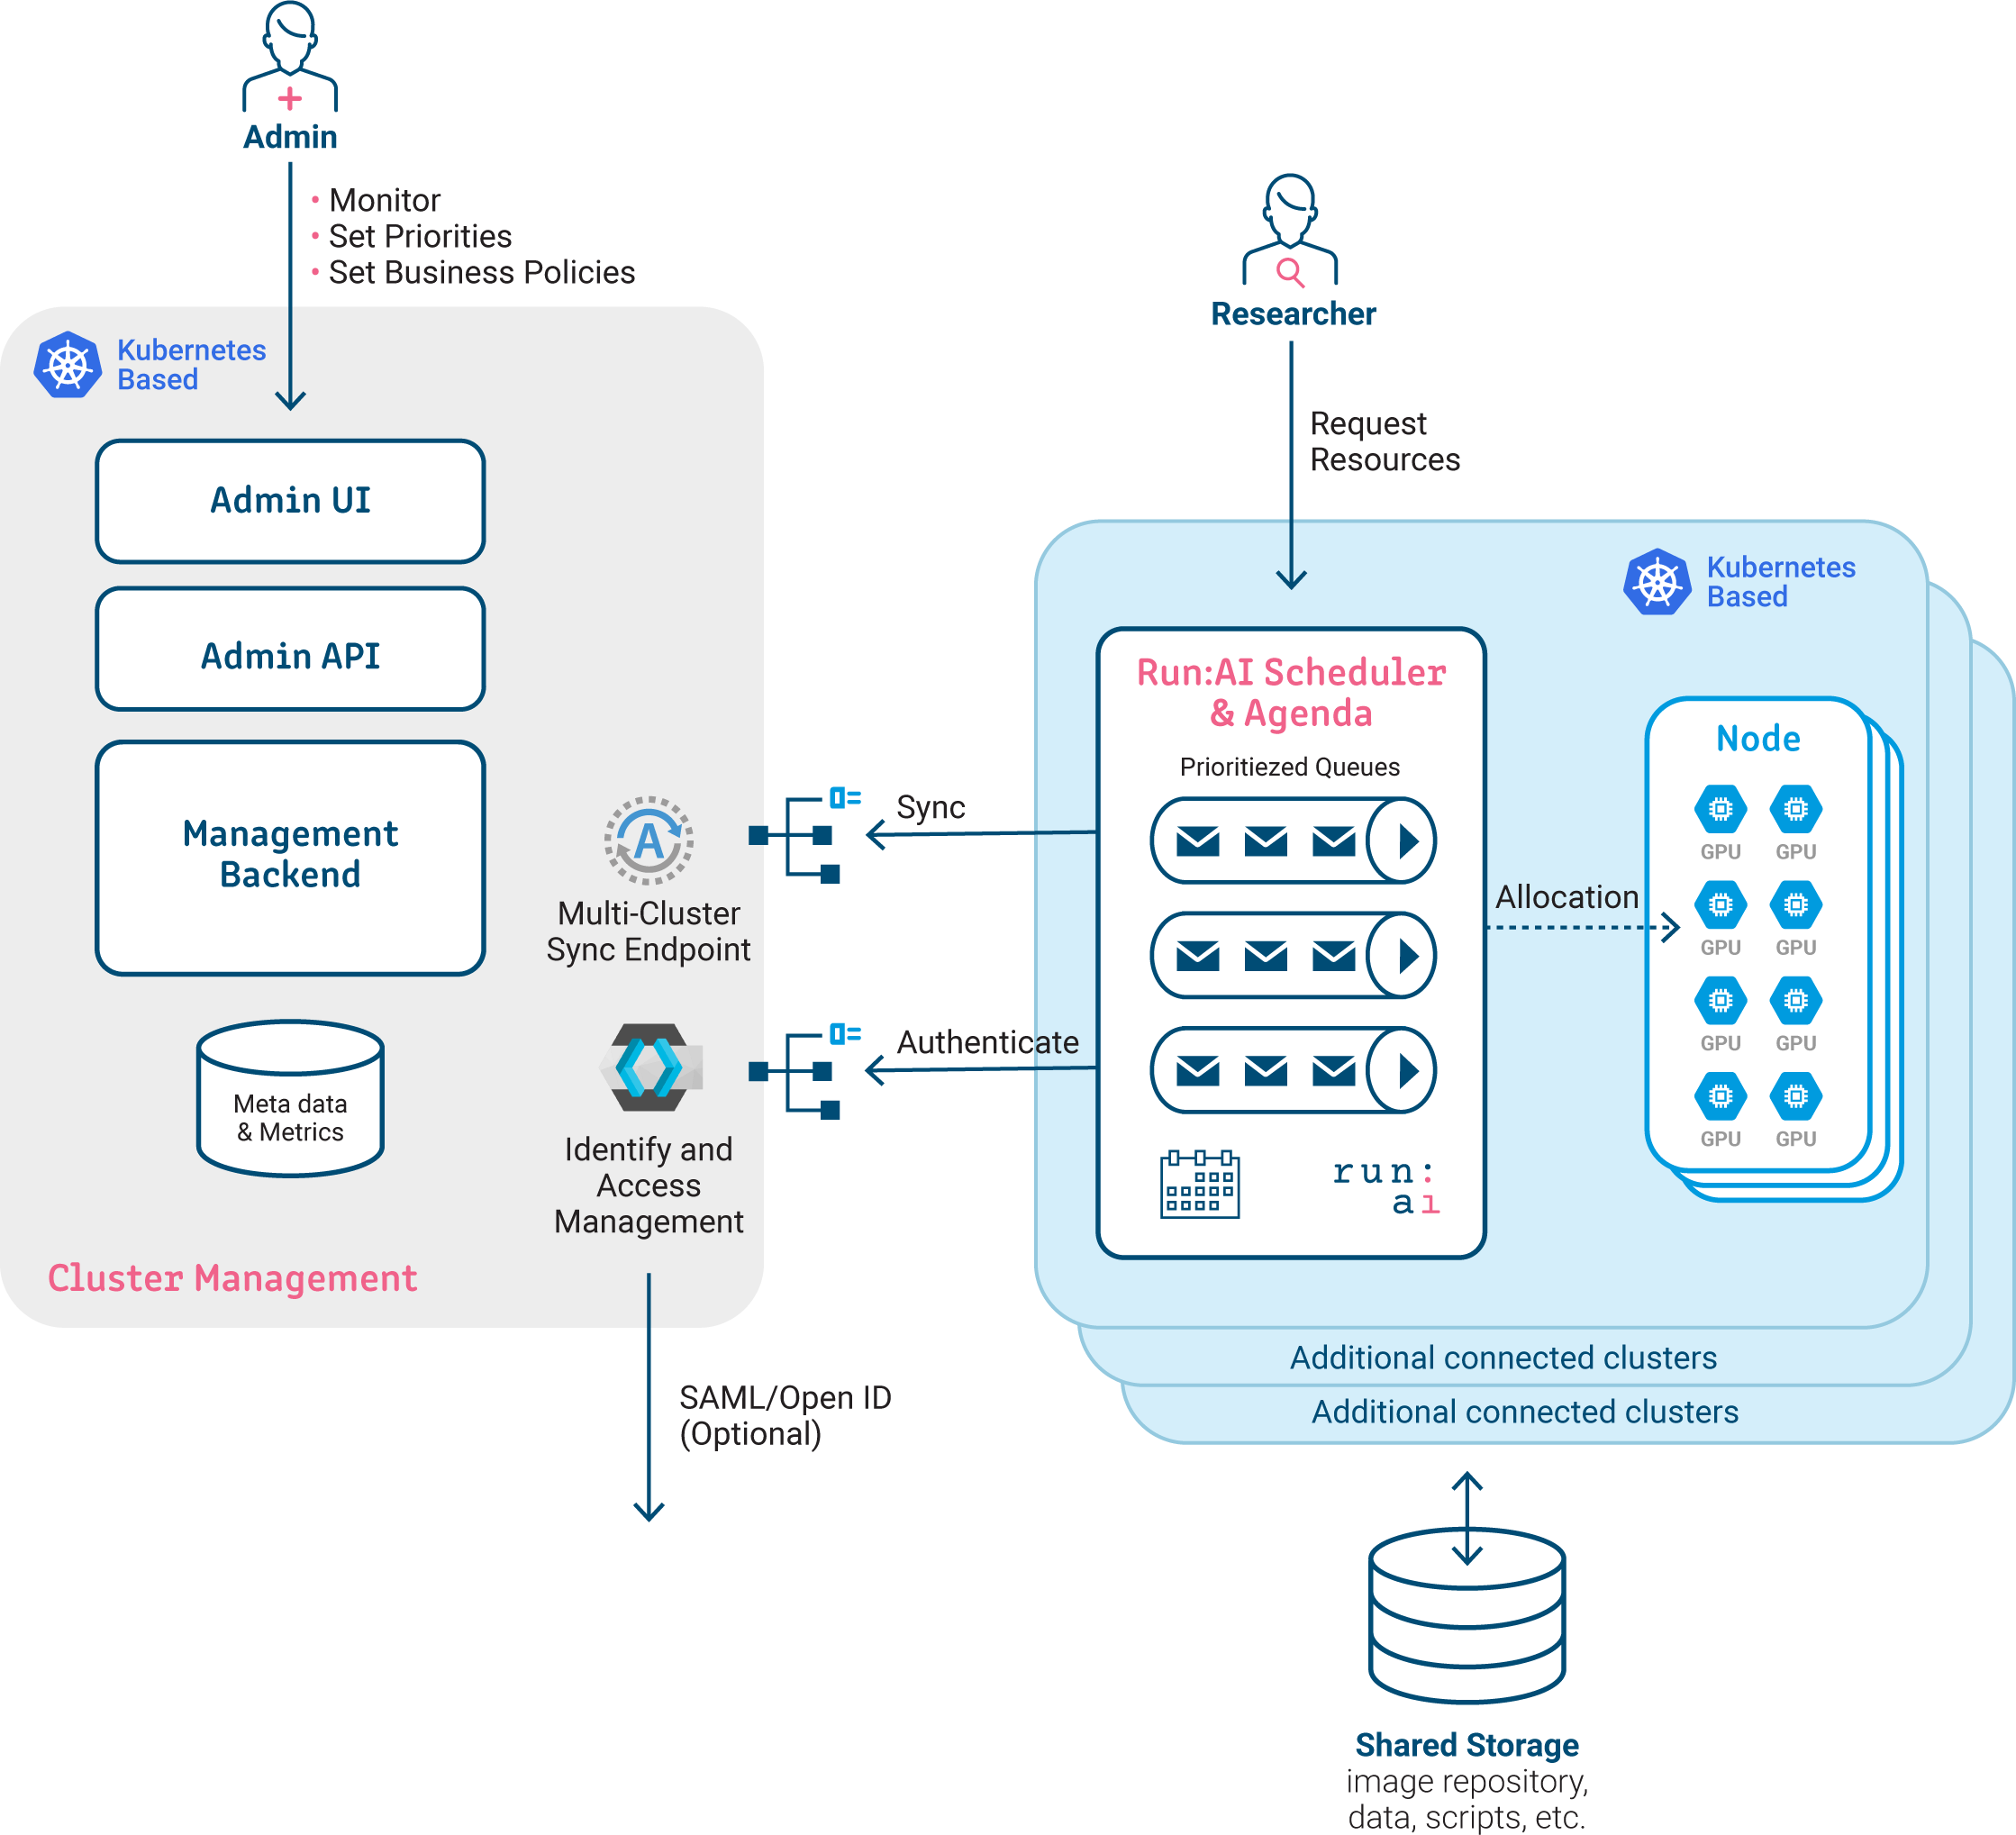 Admin
• Monitor
• Set Priorities
• Set Business Policies
Kubernetes
Based
Admin UI
Admin API
Management
Backend
Meta data
& Metrics
Cluster Management
A
Multi-Cluster
Sync Endpoint
Identify and
Access
Management
SAML/Open ID
(Optional)
Sync
Authenticate
Researcher
Request
Resources
Kubernetes
Based
Run:AI Scheduler
& Agenda
Prioritiezed Queues
run:
ai
Allocation
Node
GPU GPU
GPU GPU
GPU GPU
GPU GPU
Additional connected clusters
Additional connected clusters
Shared Storage
image repository,
data, scripts, etc.